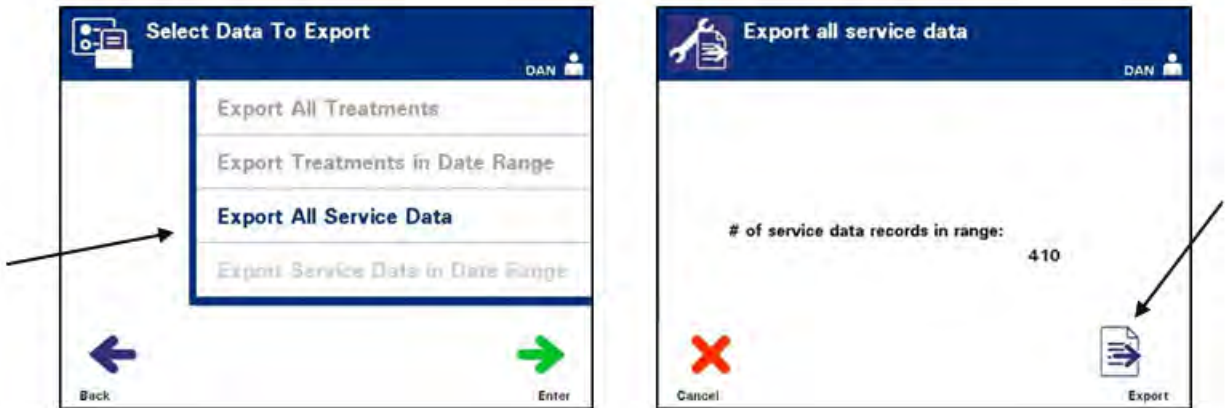 Select Data To Export
DAN
Export All Treatments
Export Treatments in Date Range
Export All Service Data
Export Service Data in Date Range
Back
Enter
Export all service data
DAN
# of service data records in range:
410
Cancel
Export